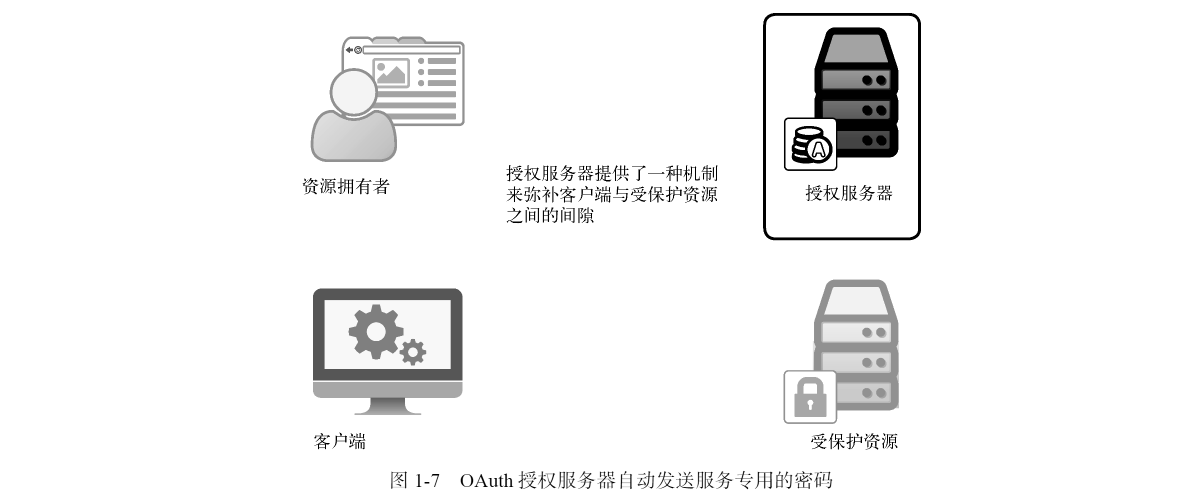 资源拥有者
授权服务器提供了一种机制
来弥补客户端与受保护资源
之间的间隙
A
授权服务器
客户端
受保护资源
图 1-7 OAuth 授权服务器自动发送服务专用的密码